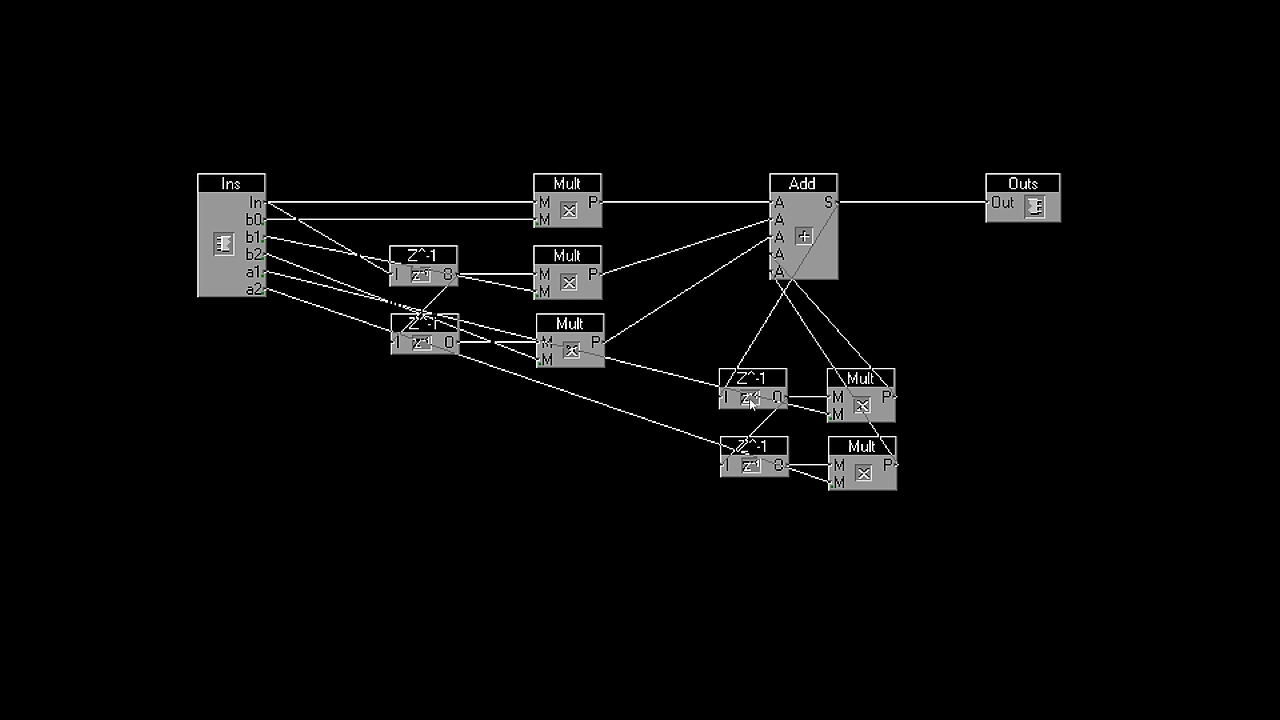 Ins
In
b0
b1
b2
a1
a2
Z^-1
I O
Z^-1
I O
Mult
M P
M
Mult
M P
M
Mult
M P
M
Add
A S
A
A
A
A
Outs
Out
Z^-1
I O
Mult
M P
M
Z^-1
I O
Mult
M P
M